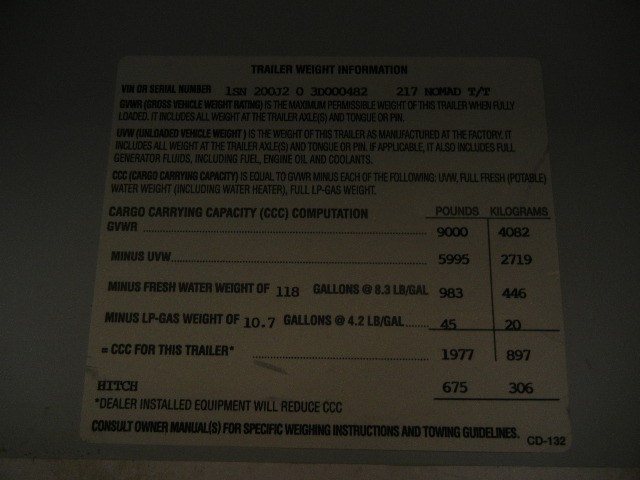 TRAILER WEIGHT INFORMATION
VIN OR SERIAL NUMBER 1SN 200J2 0 3D000482 217 NOMAD T/T
GVWR (GROSS VEHICLE WEIGHT RATING) IS THE MAXIMUM PERMISSIBLE WEIGHT OF THIS TRAILER WHEN FULLY
LOADED. IT INCLUDES ALL WEIGHT AT THE TRAILER AXLE(S) AND TONGUE OR PIN.
UVW (UNLOADED VEHICLE WEIGHT ) IS THE WEIGHT OF THIS TRAILER AS MANUFACTURED AT THE FACTORY. IT
INCLUDES ALL WEIGHT AT THE TRAILER AXLE(S) AND TONGUE OR PIN. IF APPLICABLE, IT ALSO INCLUDES FULL
GENERATOR FLUIDS, INCLUDING FUEL, ENGINE OIL AND COOLANTS.
CCC (CARGO CARRYING CAPACITY) IS EQUAL TO GVWR MINUS EACH OF THE FOLLOWING: UVW, FULL FRESH (POTABLE)
WATER WEIGHT (INCLUDING WATER HEATER), FULL LP-GAS WEIGHT.
CARGO CARRYING CAPACITY (CCC) COMPUTATION POUNDS KILOGRAMS
GVWR 9000 4082
MINUS UVW 5995 2719
MINUS FRESH WATER WEIGHT OF 118 GALLONS @ 8.3 LB/GAL 983 446
MINUS LP-GAS WEIGHT OF 10.7 GALLONS @ 4.2 LB/GAL 45 20
= CCC FOR THIS TRAILER* 1977 897
HITCH 675 306
*DEALER INSTALLED EQUIPMENT WILL REDUCE CCC
CONSULT OWNER MANUAL(S) FOR SPECIFIC WEIGHING INSTRUCTIONS AND TOWING GUIDELINES. CD-132